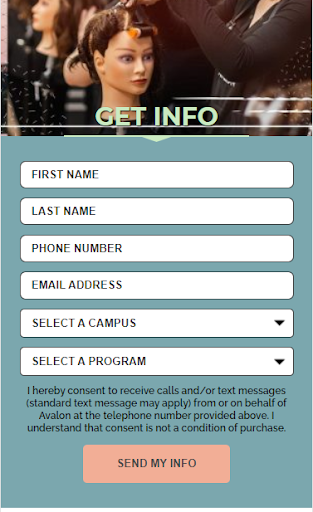 GET INFO
FIRST NAME
LAST NAME
PHONE NUMBER
EMAIL ADDRESS
SELECT A CAMPUS
SELECT A PROGRAM
I hereby consent to receive calls and/or text messages
(standard text message may apply) from or on behalf of
Avalon at the telephone number provided above. I
understand that consent is not a condition of purchase.
SEND MY INFO